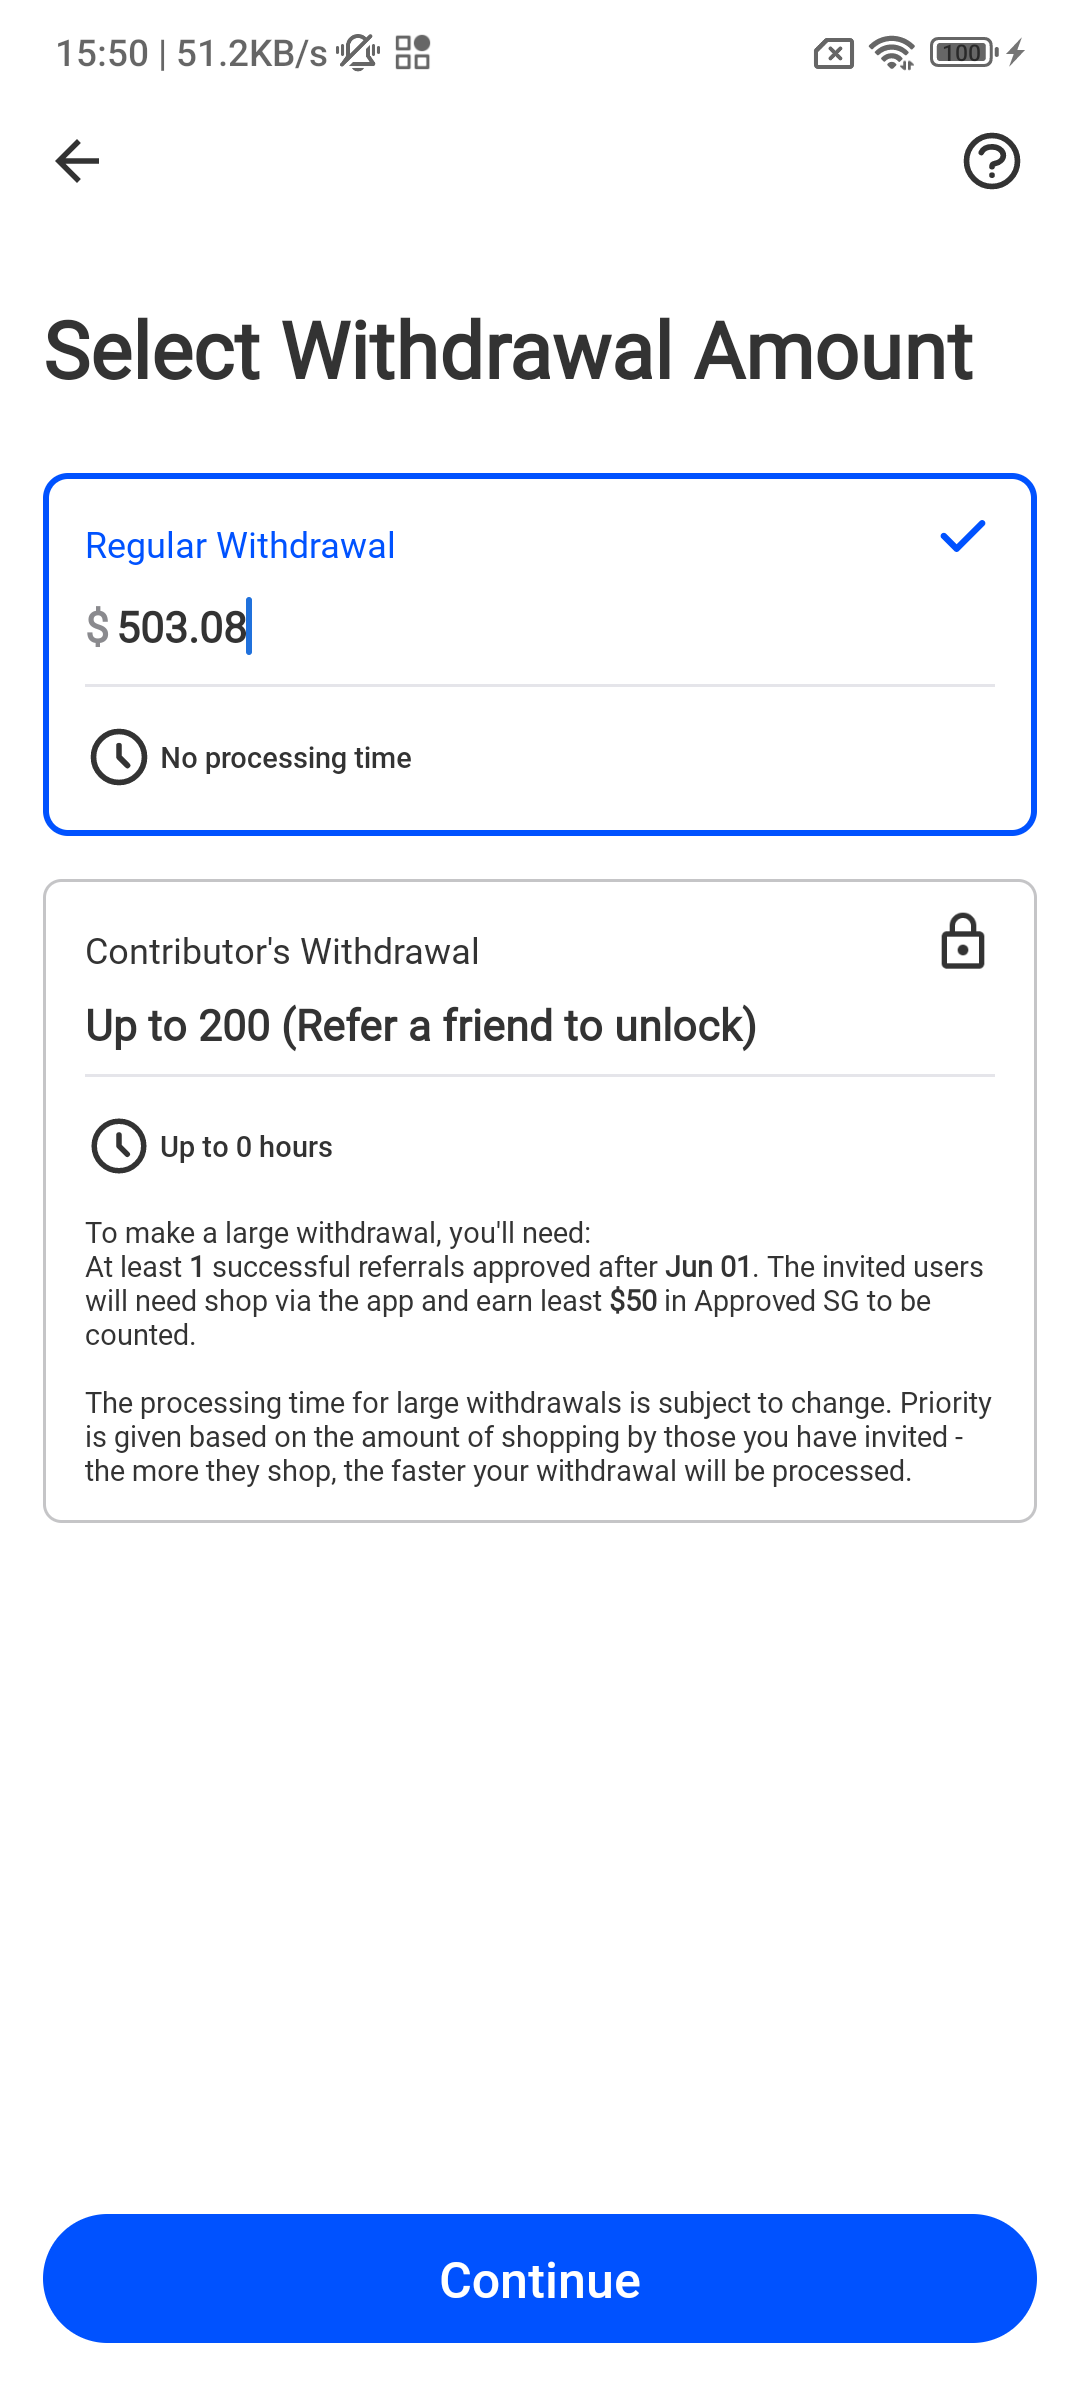 15:50 | 51.2KB/s
100
Select Withdrawal Amount
Regular Withdrawal
$ 503.08
No processing time
Contributor's Withdrawal
Up to 200 (Refer a friend to unlock)
Up to 0 hours
To make a large withdrawal, you'll need:
At least 1 successful referrals approved after Jun 01. The invited users
will need shop via the app and earn least $50 in Approved SG to be
counted.
The processing time for large withdrawals is subject to change. Priority
is given based on the amount of shopping by those you have invited -
the more they shop, the faster your withdrawal will be processed.
Continue